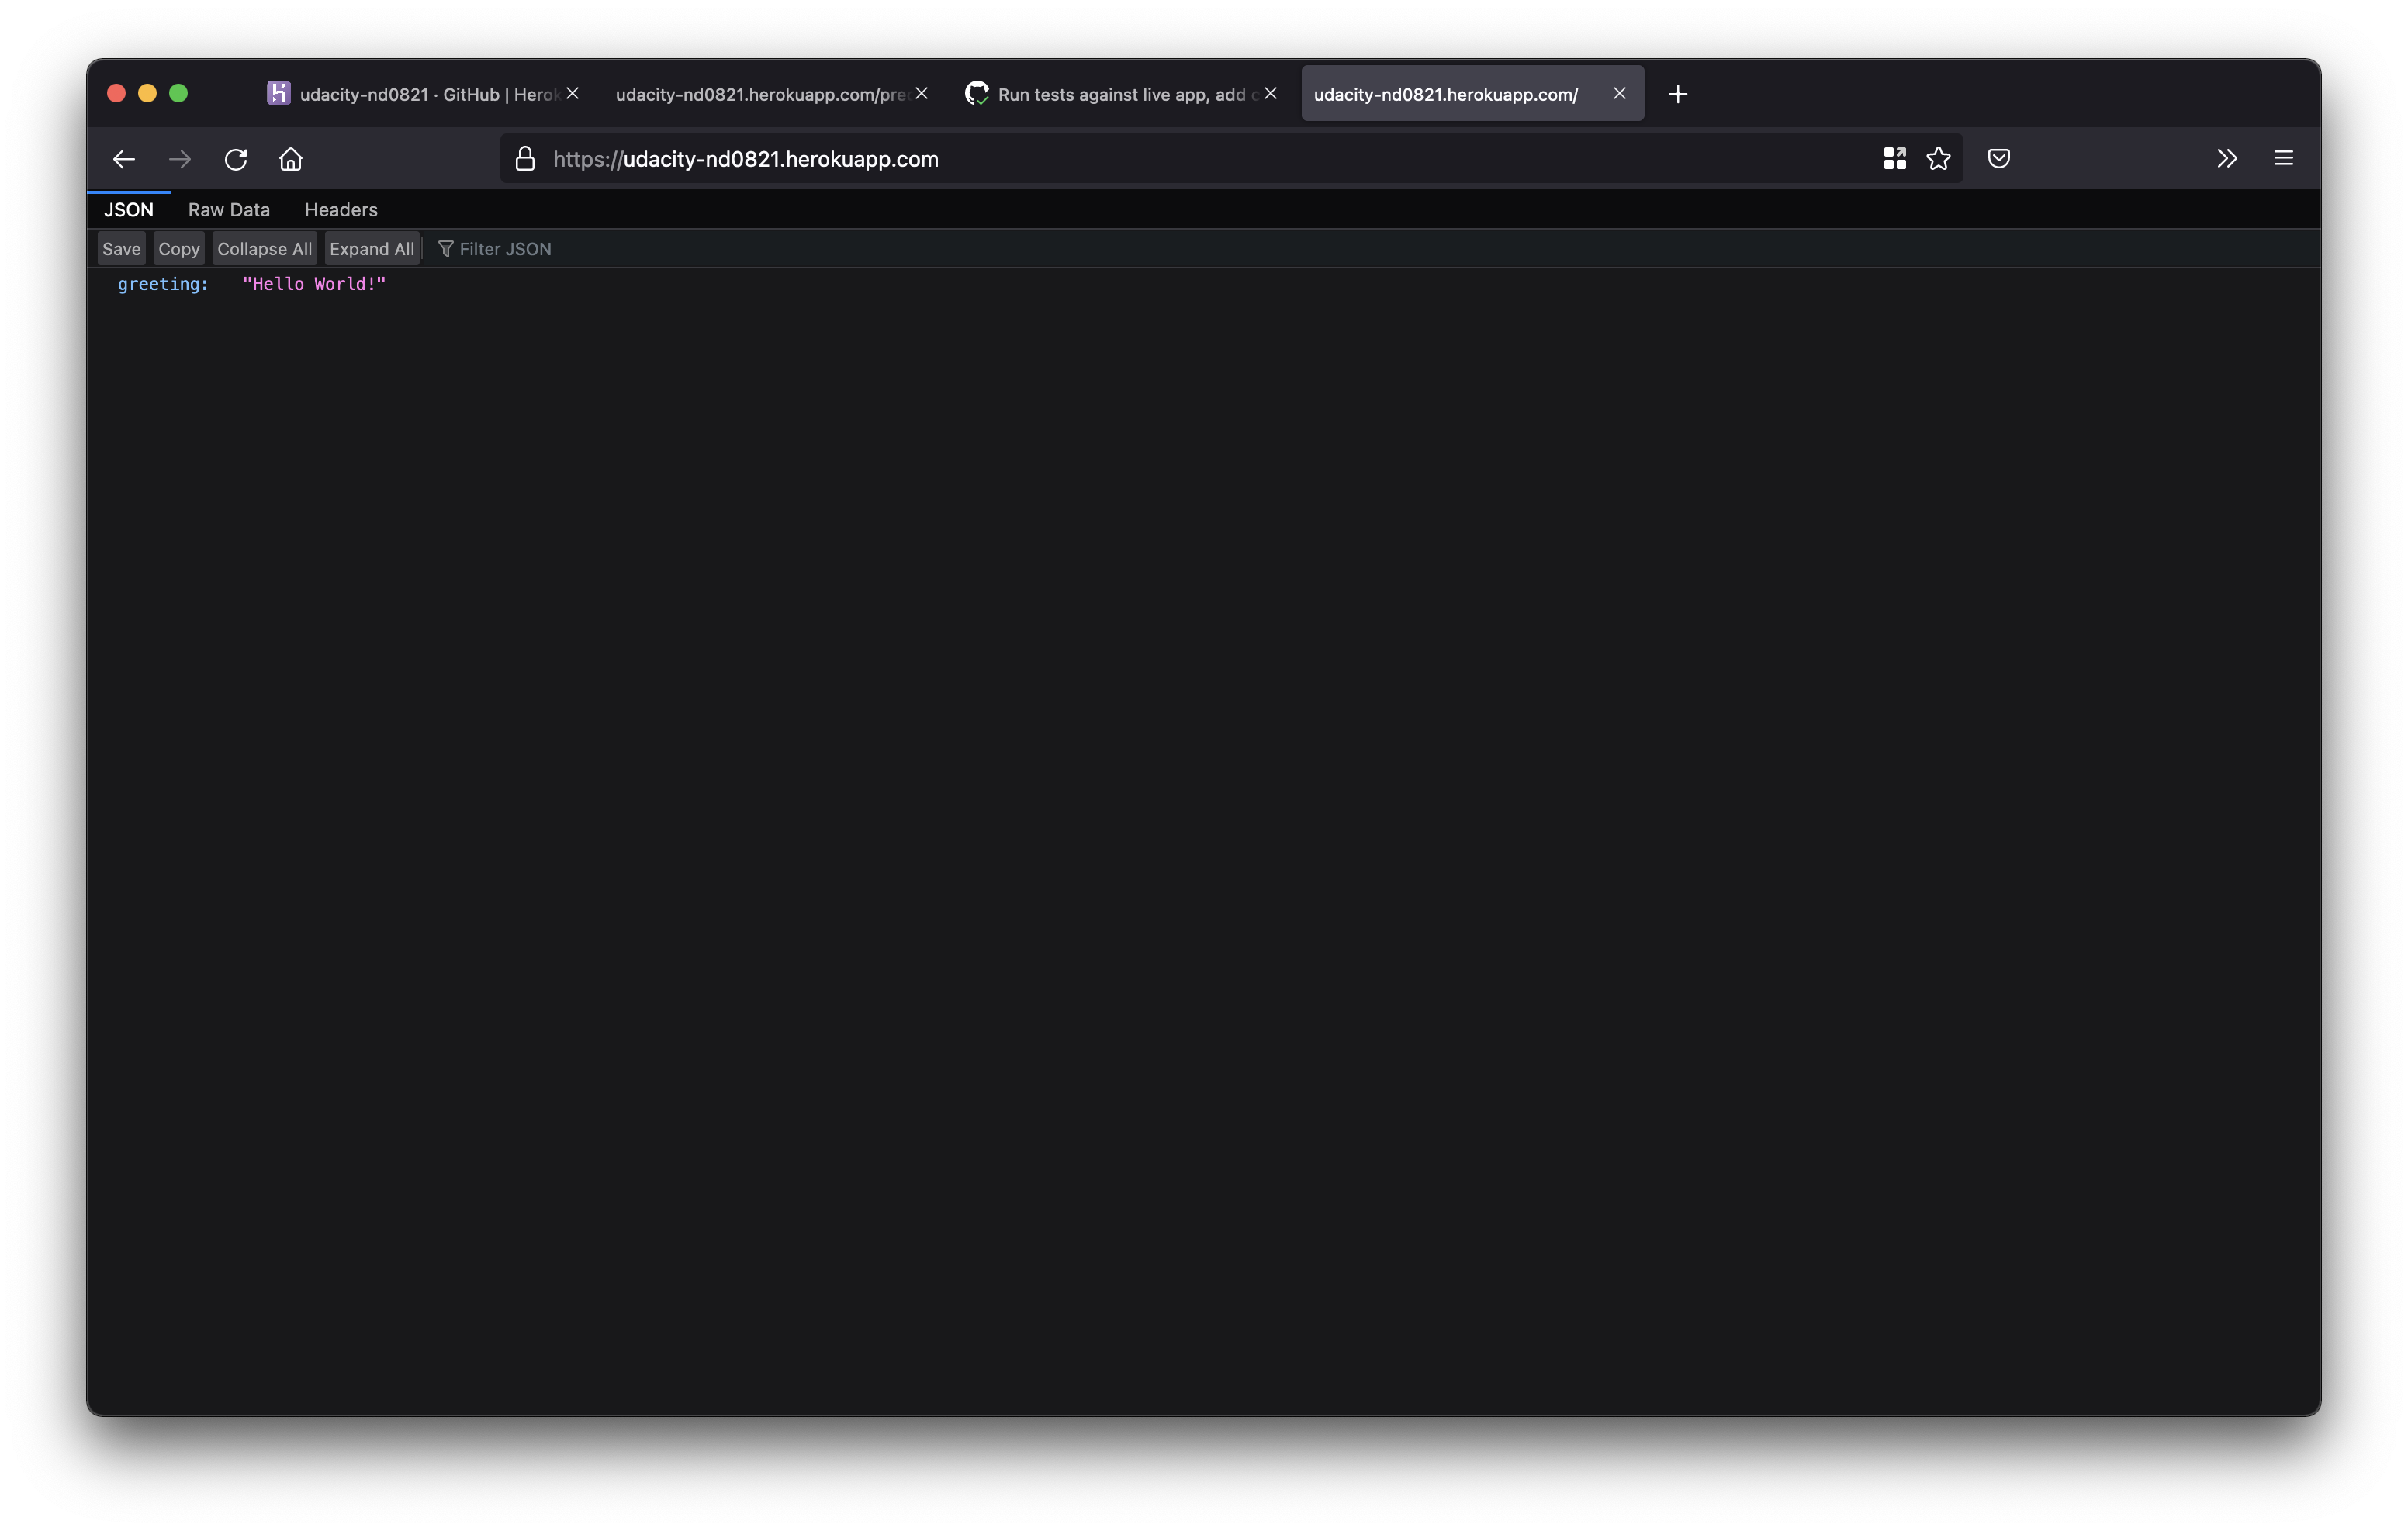 udacity-nd0821 · GitHub | Herok
udacity-nd0821.herokuapp.com/pre
Run tests against live app, add c
udacity-nd0821.herokuapp.com/
https://udacity-nd0821.herokuapp.com
JSON Raw Data Headers
Save Copy Collapse All Expand All Filter JSON
greeting: "Hello World!"